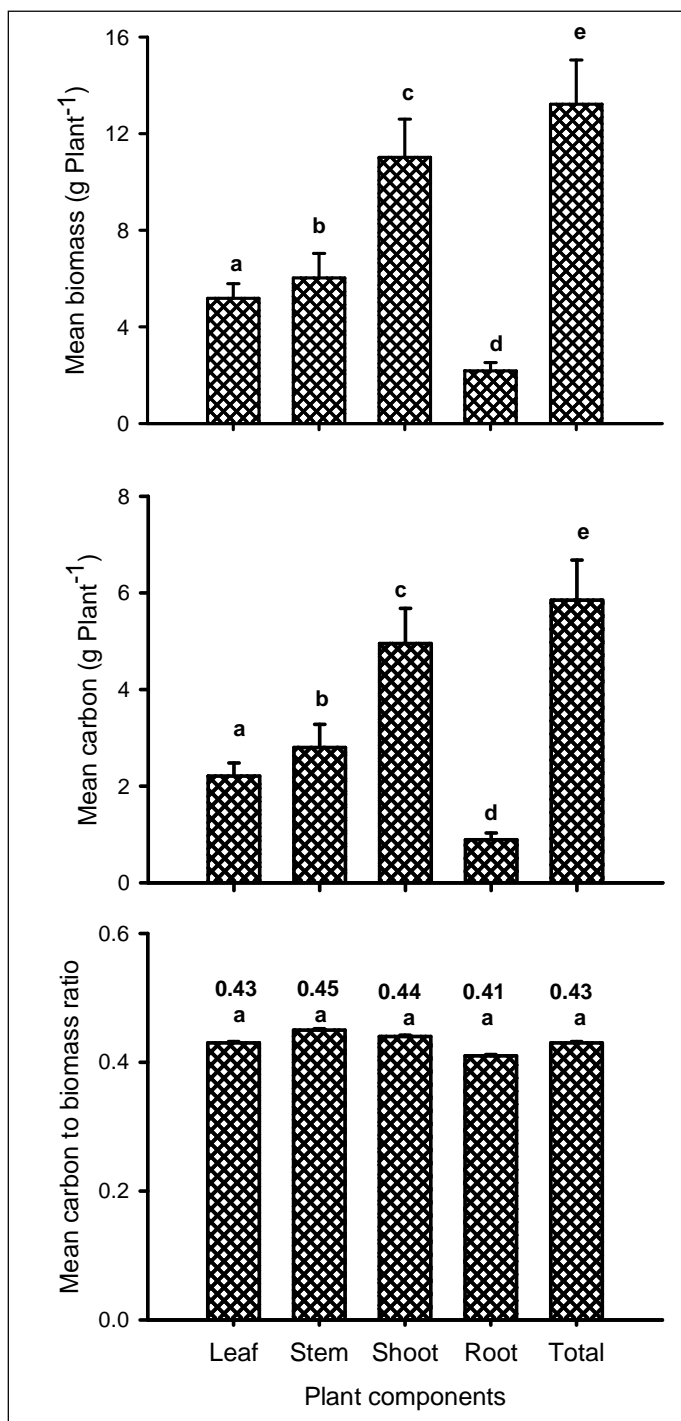 16
12
8
4
0
Mean biomass (g Plant-1)
a
b
c
d
e
8
6
4
2
0
Mean carbon (g Plant-1)
a
b
c
d
e
0.6
0.4
0.2
0.0
Mean carbon to biomass ratio
0.43 0.45 0.44 0.41 0.43
a a a a a
Leaf Stem Shoot Root Total
Plant components